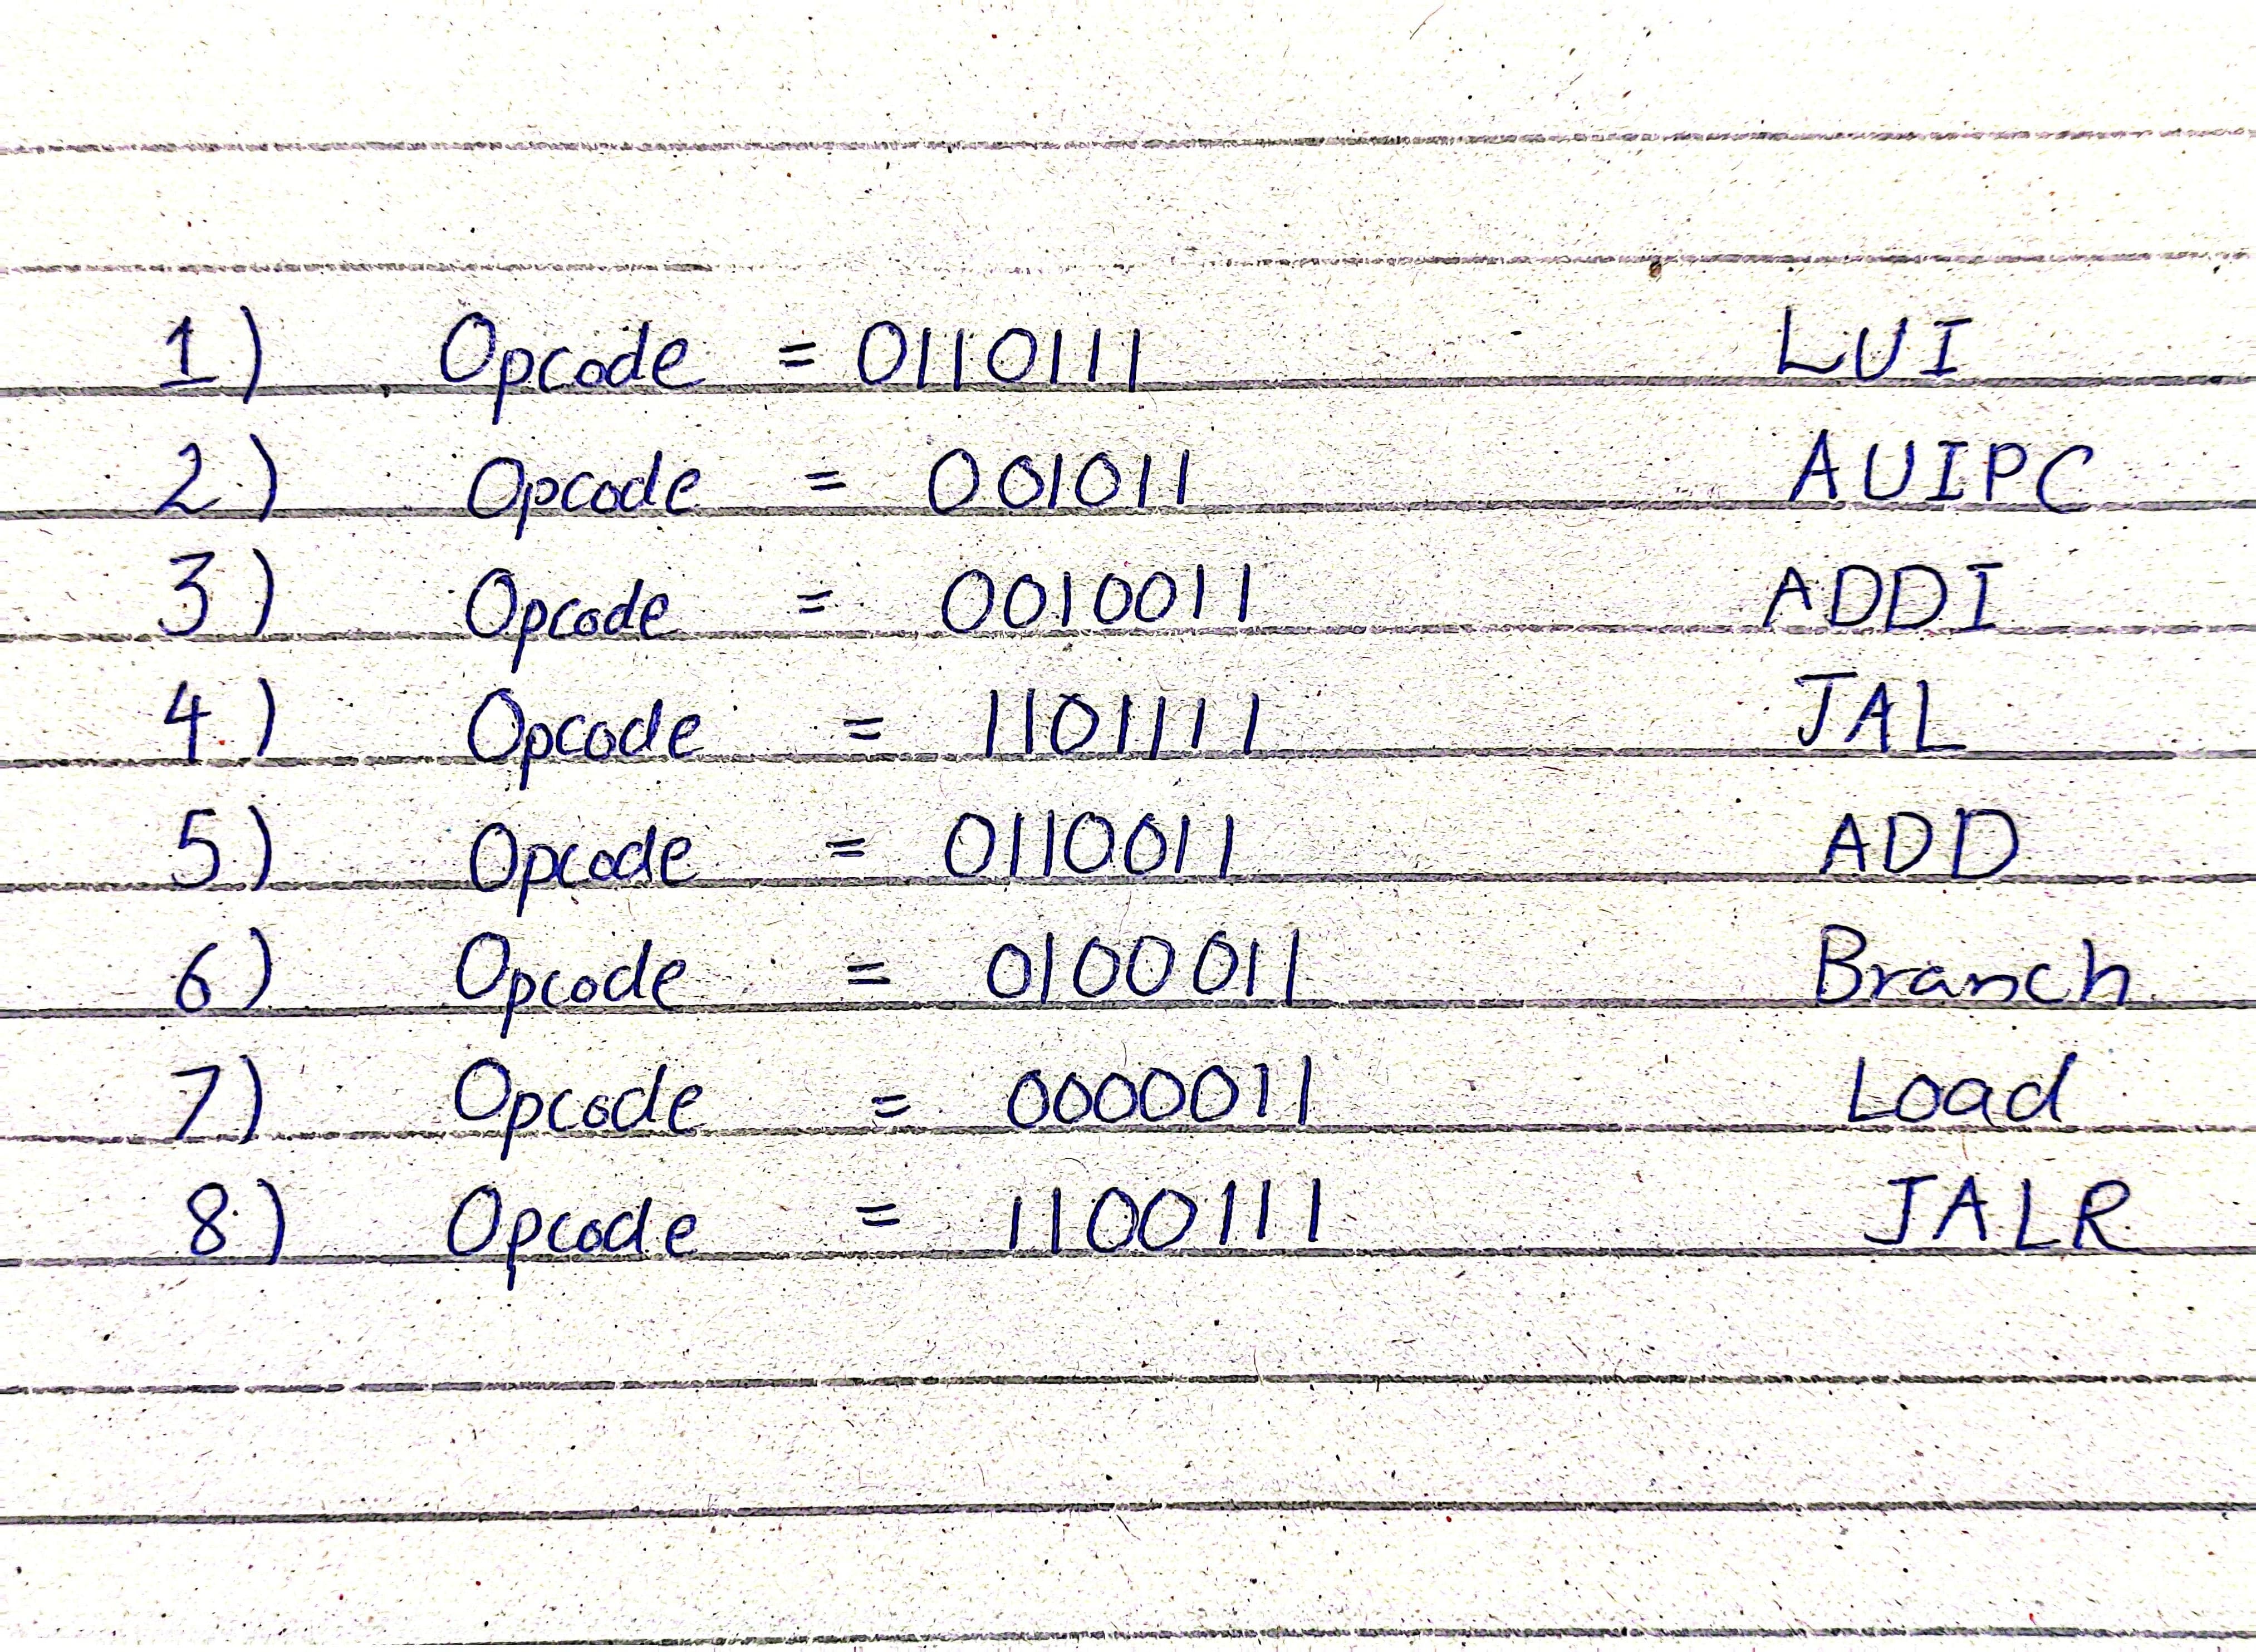 1) Opcode = 0110111 LUI
2) Opcode = 001011 AUIPC
3) Opcode = 0010011 ADDI
4) Opcode = 1101111 JAL
5) Opcode = 0110011 ADD
6) Opcode = 0100011 Branch
7) Opcode = 0000011 Load
8) Opcode = 1100111 JALR